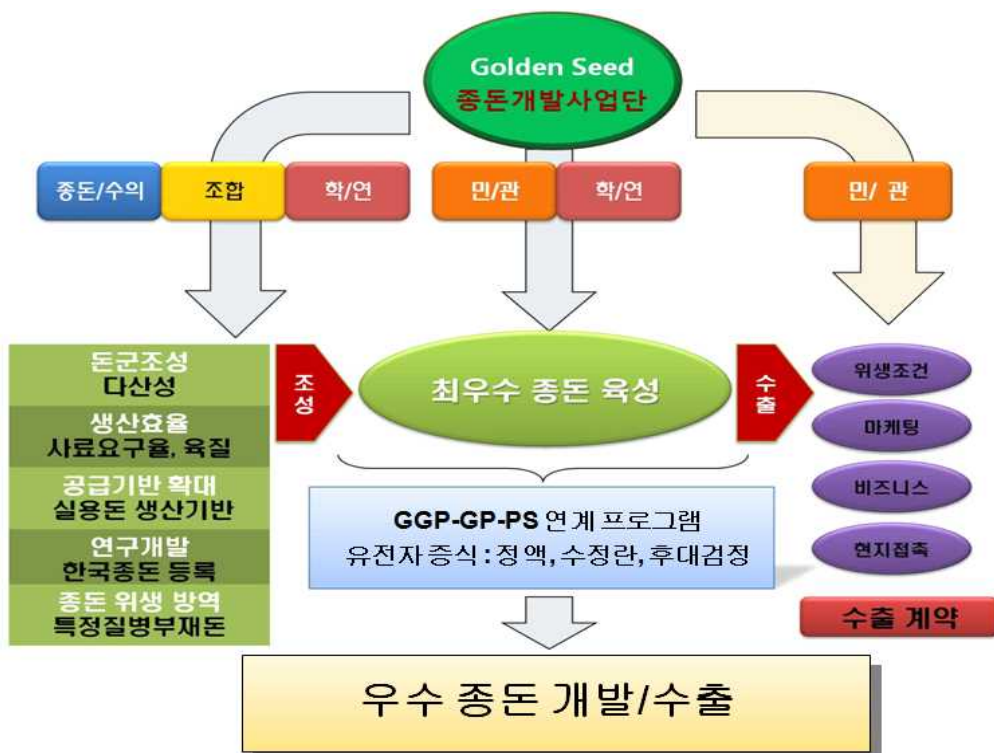 Golden Seed
종돈개발사업단
종돈/수의
조합
학/연
민/관
학/연
민/ 관
돈군조성
다산성
생산효율
사료요구율, 육질
공급기반 확대
실용돈 생산기반
연구개발
한국종돈 등록
종돈 위생 방역
특정질병부재돈
조성
최우수 종돈 육성
수출
위생조건
마케팅
비즈니스
현지접촉
수출 계약
GGP-GP-PS 연계 프로그램
유전자 증식 : 정액, 수정란, 후대검정
우수 종돈 개발/수출